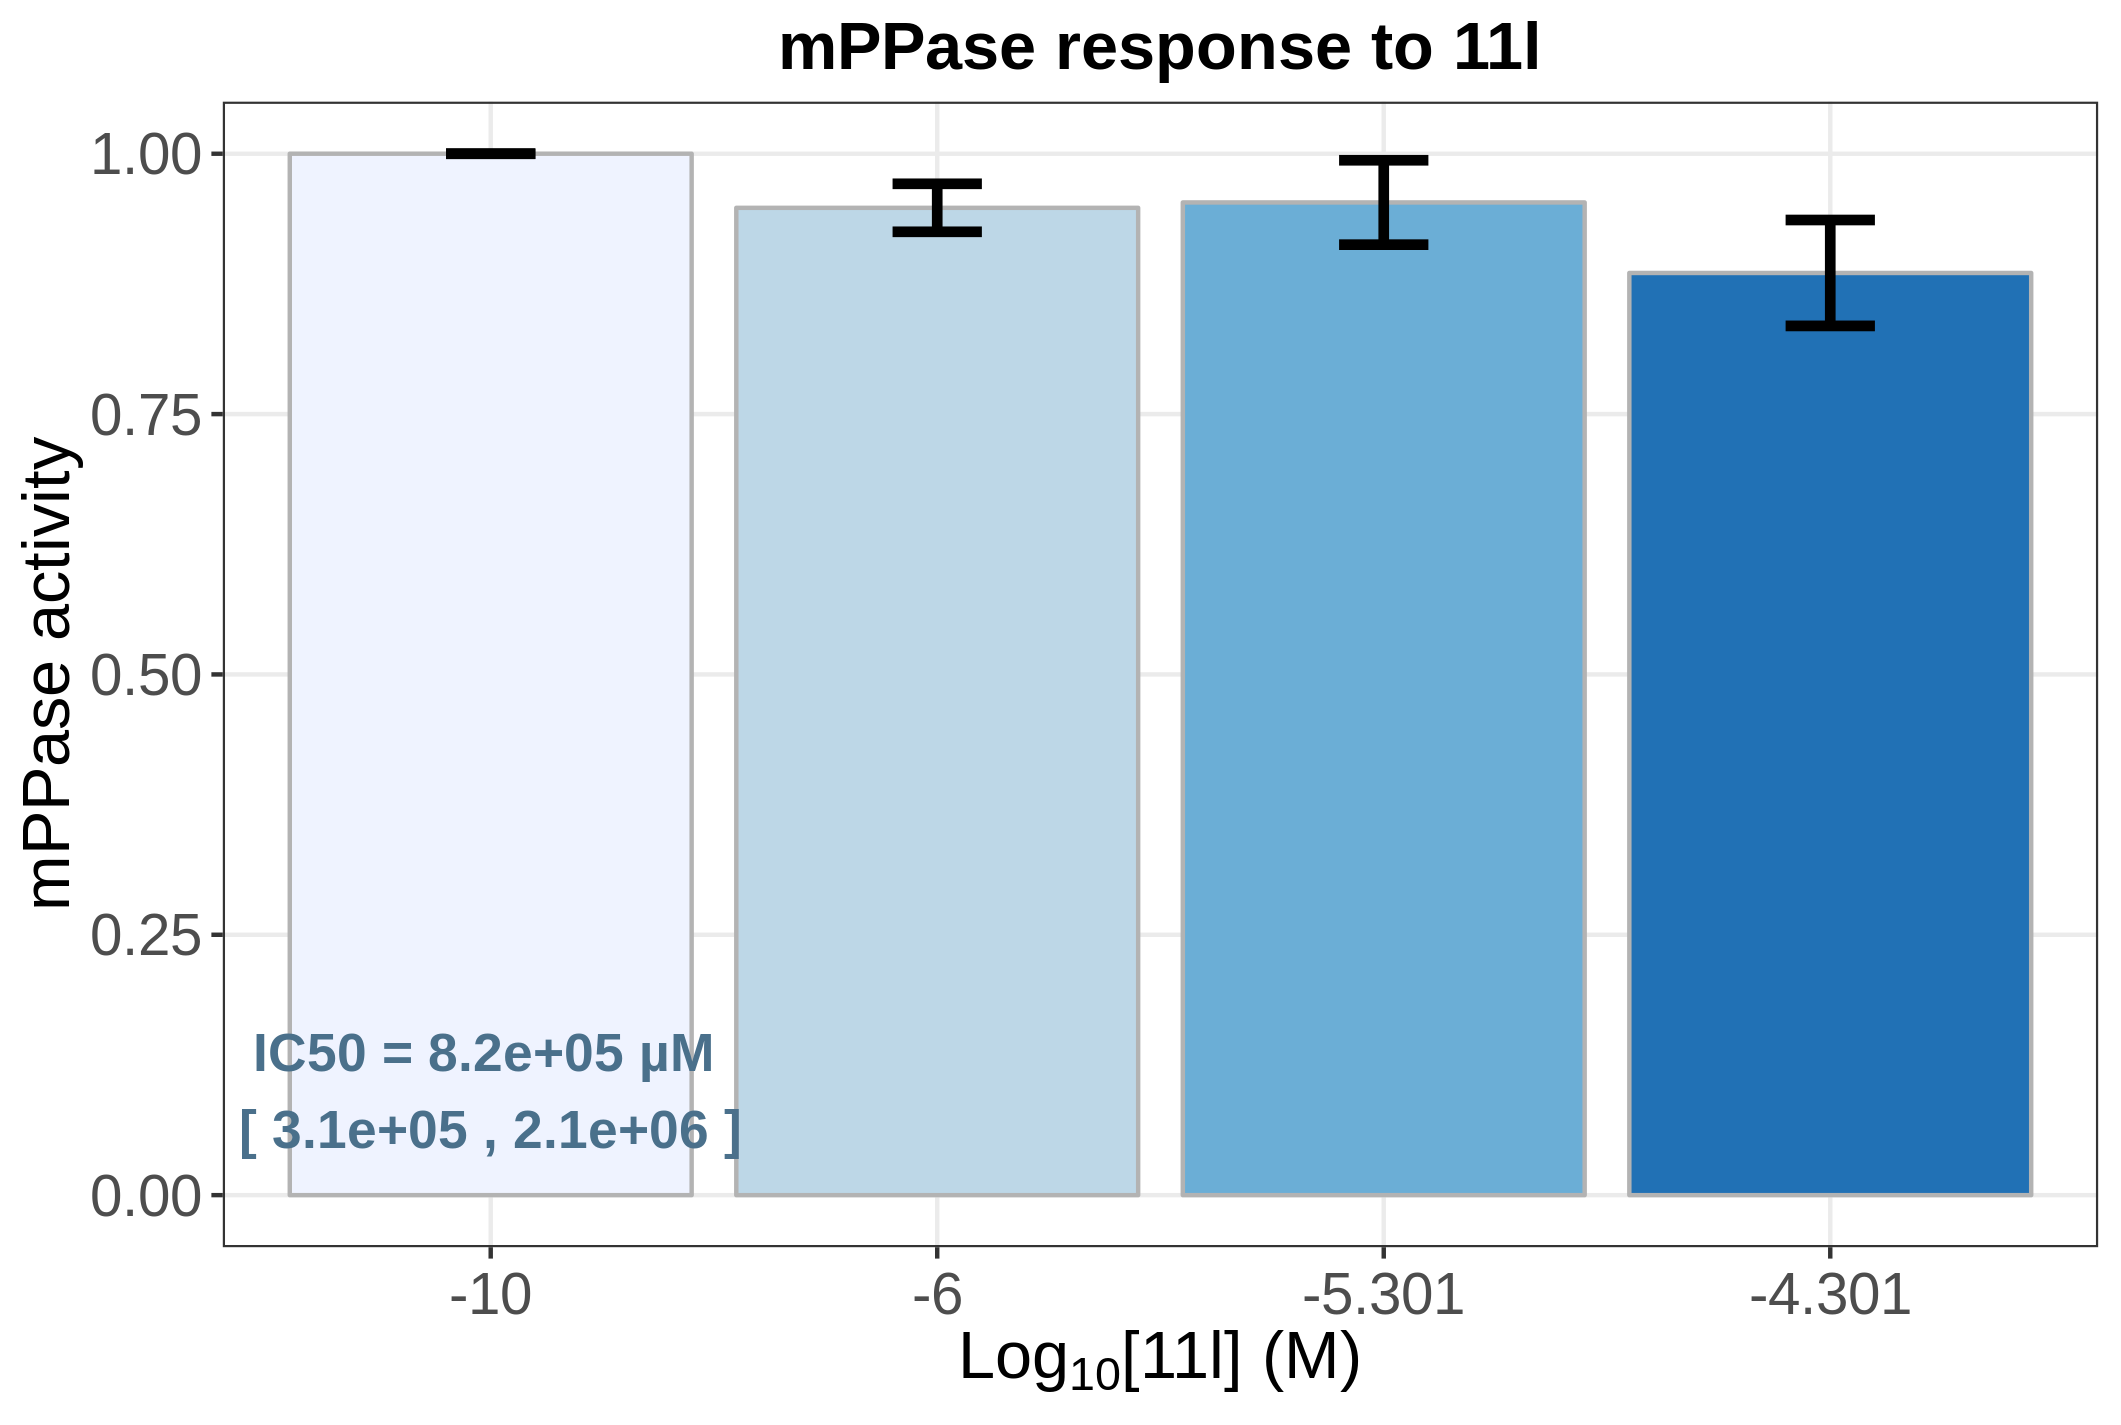 mPPase response to 11l
mPPase activity
1.00
0.75
0.50
0.25
0.00
IC50 = 8.2e+05 µM
[ 3.1e+05 , 2.1e+06 ]
-10
-6
-5.301
-4.301
Log10[11l] (M)